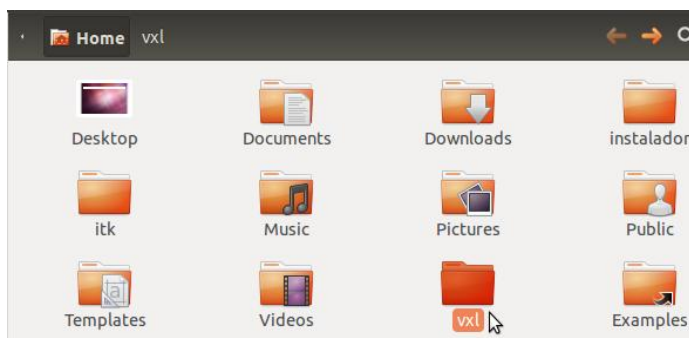 Home vxl
Desktop Documents Downloads instalador
itk Music Pictures Public
Templates Videos vxl Examples